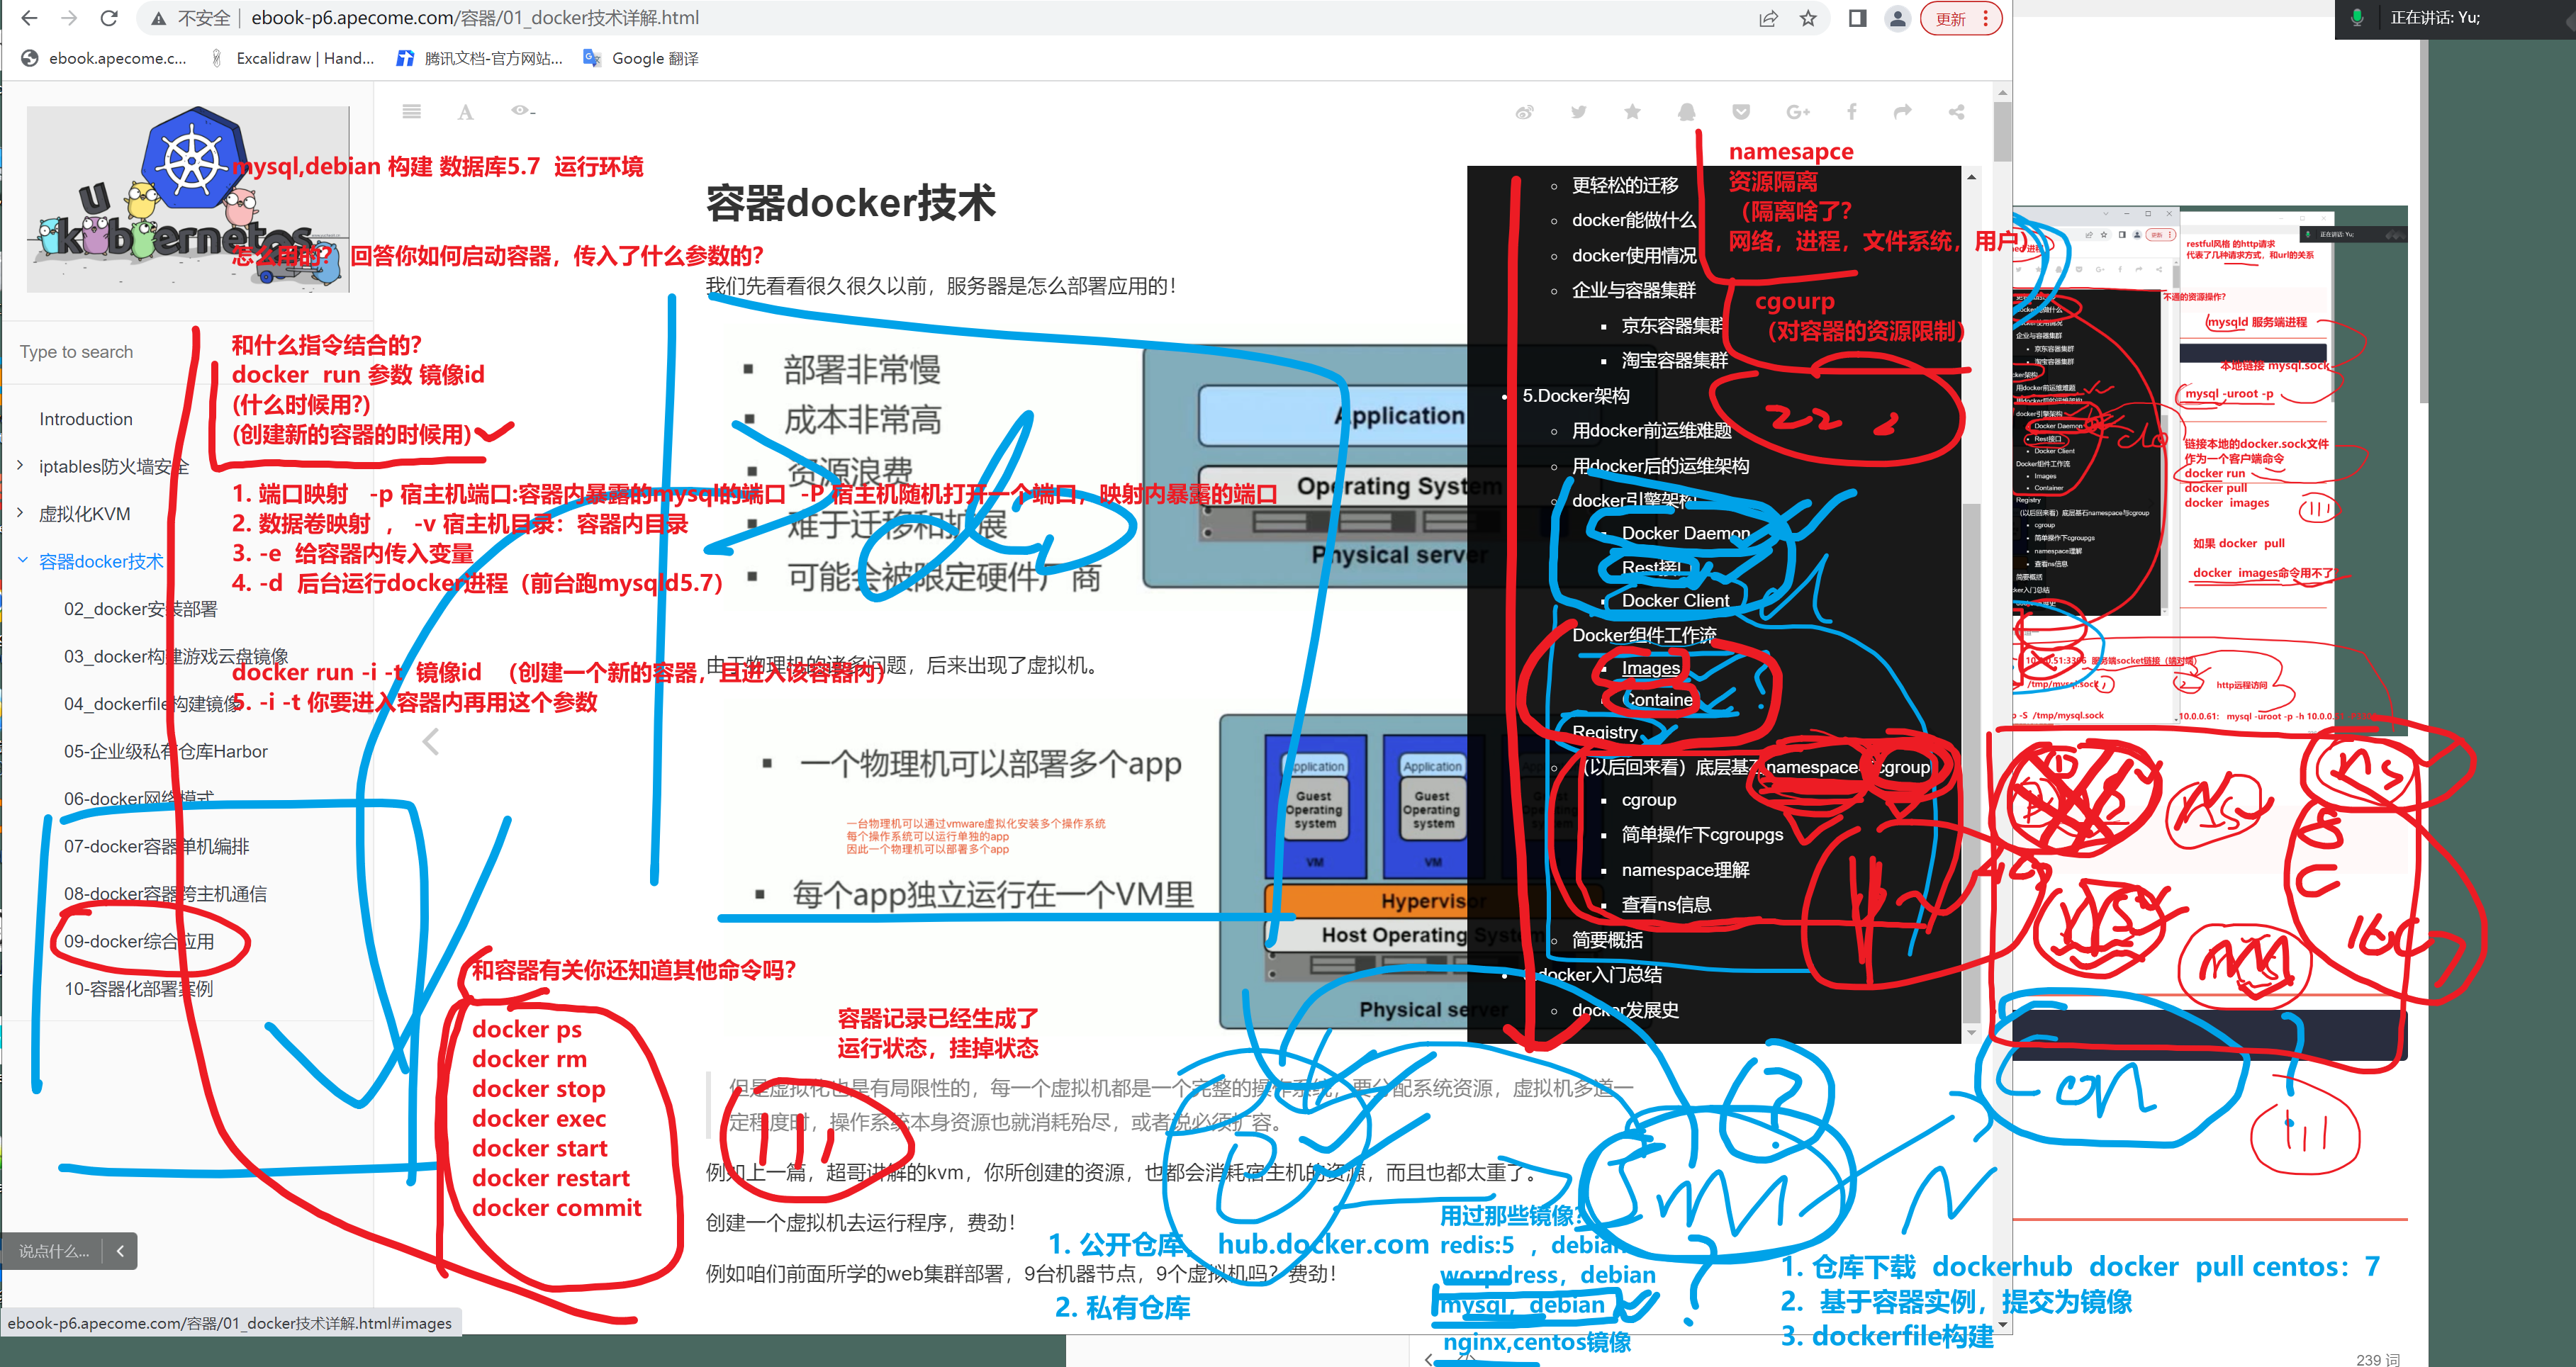 不安全 | ebook-p6.apecome.com/容器/01_docker技术详解.html
更新
正在讲话: Yu;
ebook.apecome.c...
Excalidraw | Hand...
腾讯文档-官方网站...
Google 翻译
kubernetes
Type to search
Introduction
iptables防火墙安全
虚拟化KVM
容器docker技术
02_docker安装部署
03_docker构建游戏云盘镜像
04_dockerfile构建镜像
05-企业级私有仓库Harbor
06-docker网络模式
07-docker容器单机编排
08-docker容器跨主机通信
09-docker综合应用
10-容器化部署案例
说点什么...
ebook-p6.apecome.com/容器/01_docker技术详解.html#images
mysql,debian 构建 数据库5.7 运行环境
怎么用的？ 回答你如何启动容器，传入了什么参数的？
和什么指令结合的？
docker run 参数 镜像id
(什么时候用?)
(创建新的容器的时候用)
1. 端口映射 -p 宿主机端口:容器内暴露的mysql的端口 -P 宿主机随机打开一个端口，映射内暴露的端口
2. 数据卷映射 ， -v 宿主机目录：容器内目录
3. -e 给容器内传入变量
4. -d 后台运行docker进程（前台跑mysqld5.7）
docker run -i -t 镜像id （创建一个新的容器，且进入该容器内）
5. -i -t 你要进入容器内再用这个参数
和容器有关你还知道其他命令吗？
docker ps
docker rm
docker stop
docker exec
docker start
docker restart
docker commit
容器记录已经生成了
运行状态，挂掉状态
容器docker技术
我们先看看很久很久以前，服务器是怎么部署应用的！
部署非常慢
成本非常高
资源浪费
难于迁移和扩展
可能会被限定硬件厂商
Application
Operating System
Physical server
由于物理机的诸多问题，后来出现了虚拟机。
一个物理机可以部署多个app
一台物理机可以通过vmware虚拟化安装多个操作系统
每个操作系统可以运行单独的app
因此一个物理机可以部署多个app
每个app独立运行在一个VM里
Application
Guest Operating system
VM
Application
Guest Operating system
VM
Hypervisor
Host Operating System
Physical server
但是虚拟化也是有局限性的，每一个虚拟机都是一个完整的操作系统，要分配系统资源，虚拟机多道一
定程度时，操作系统本身资源也就消耗殆尽，或者说必须扩容。
例如上一篇，超哥讲解的kvm，你所创建的资源，也都会消耗宿主机的资源，而且也都太重了。
创建一个虚拟机去运行程序，费劲！
例如咱们前面所学的web集群部署，9台机器节点，9个虚拟机吗？费劲！
1. 公开仓库， hub.docker.com
2. 私有仓库
用过那些镜像？
redis:5 ，debian
worpdress，debian
mysql，debian
nginx,centos镜像
1. 仓库下载 dockerhub docker pull centos：7
2. 基于容器实例，提交为镜像
3. dockerfile构建
namesapce
资源隔离
（隔离啥了？
网络，进程，文件系统，用户）
cgourp
（对容器的资源限制）
更轻松的迁移
docker能做什么
docker使用情况
企业与容器集群
京东容器集群
淘宝容器集群
5.Docker架构
用docker前运维难题
用docker后的运维架构
docker引擎架构
Docker Daemon
Rest接口
Docker Client
Docker组件工作流
Images
Container
Registry
（以后回来看）底层基石namespace与cgroup
cgroup
简单操作下cgroupgs
namespace理解
查看ns信息
简要概括
docker入门总结
docker发展史
restful风格 的http请求
代表了几种请求方式，和url的关系
不通的资源操作?
mysqld 服务端进程
本地链接 mysql.sock
mysql -uroot -p
链接本地的docker.sock文件
作为一个客户端命令
docker run
docker pull
docker images
如果 docker pull
docker images命令用不了
服务端socket链接（端对端）
/tmp/mysql.sock
http远程访问
-S /tmp/mysql.sock
10.0.0.61: mysql -uroot -p -h
ns
239 词